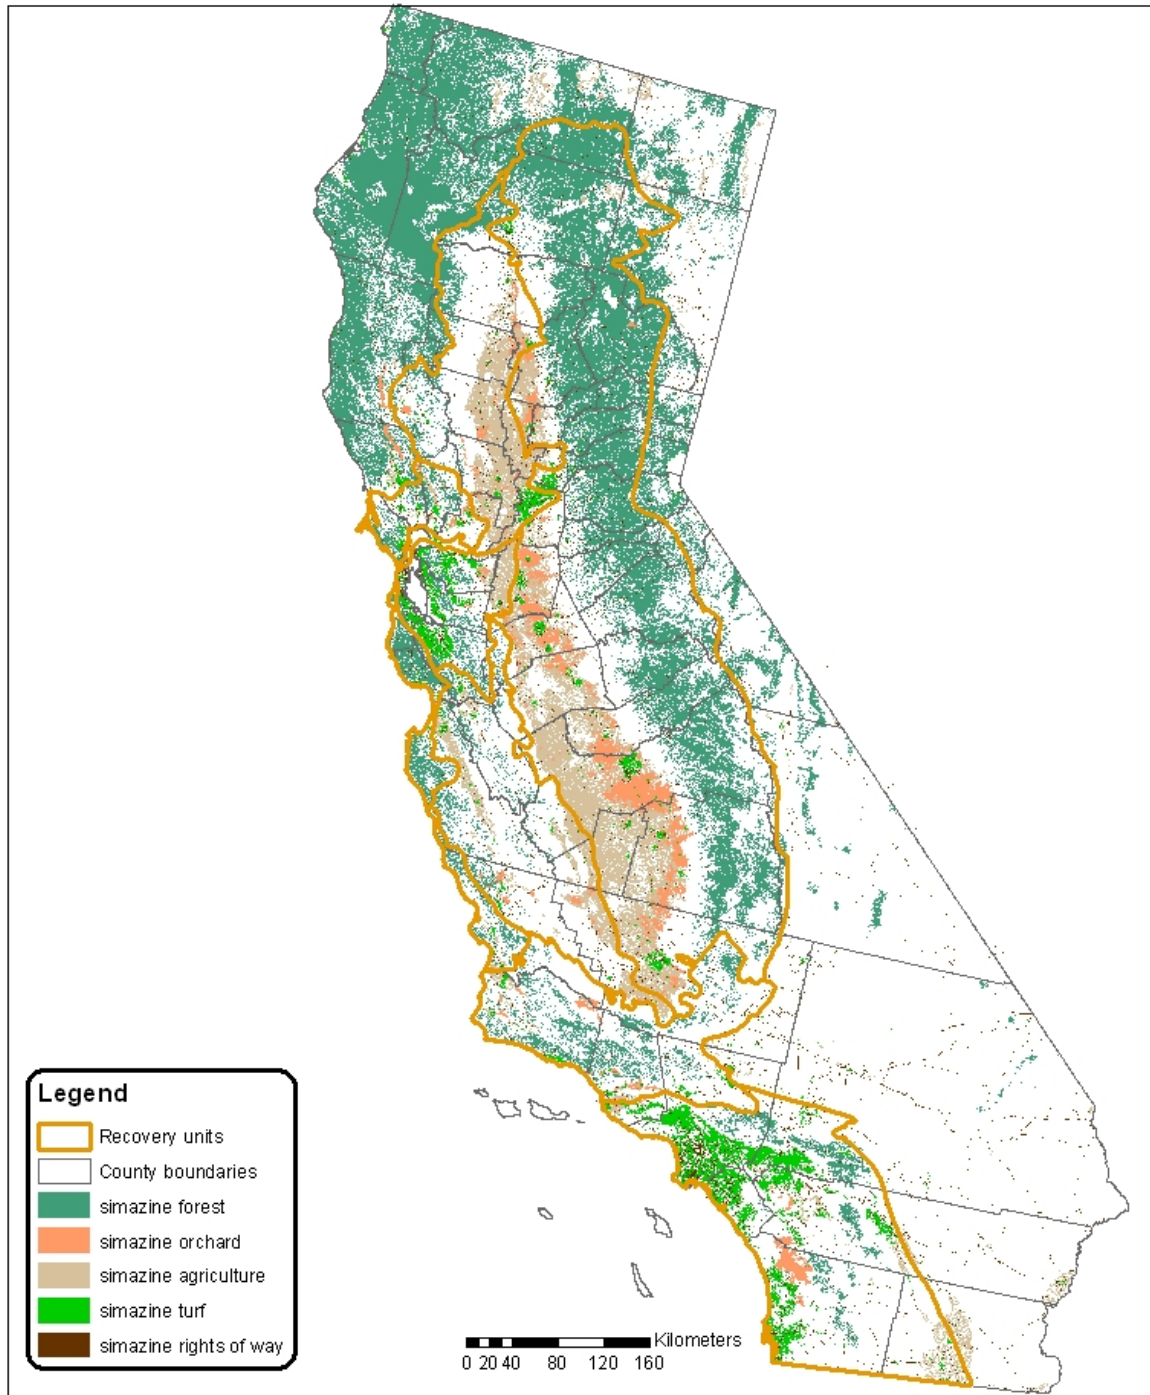 Legend
Recovery units
County boundaries
simazine forest
simazine orchard
simazine agriculture
simazine turf
simazine rights of way
Kilometers
0 20 40 80 120 160